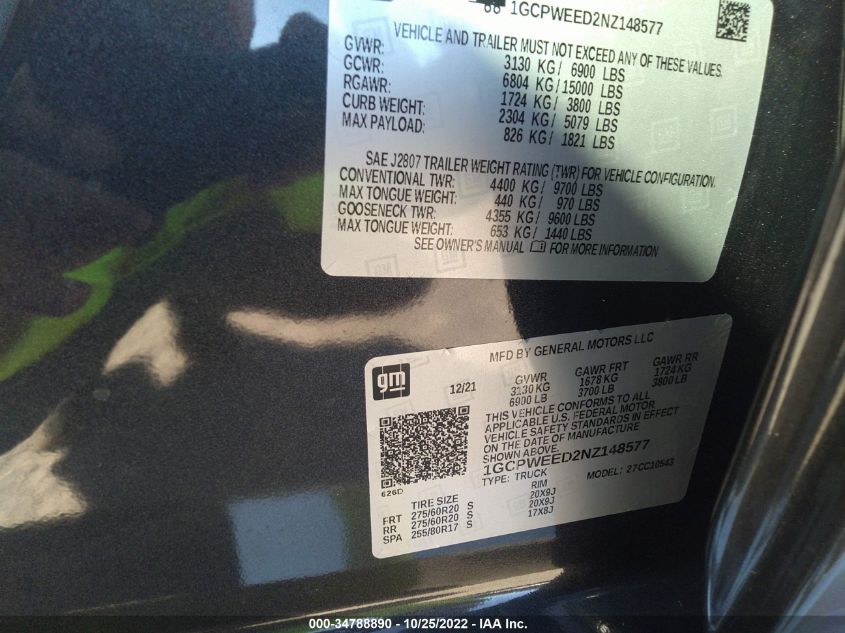 1GCPWEED2NZ148577
VEHICLE AND TRAILER MUST NOT EXCEED ANY OF THESE VALUES.
GVWR: 3130 KG/ 6900 LBS
GCWR: 6804 KG/15000 LBS
RGAWR: 1724 KG/ 3800 LBS
CURB WEIGHT: 2304 KG/ 5079 LBS
MAX PAYLOAD: 826 KG/ 1821 LBS
SAE J2807 TRAILER WEIGHT RATING (TWR) FOR VEHICLE CONFIGURATION.
CONVENTIONAL TWR: 4400 KG/ 9700 LBS
MAX TONGUE WEIGHT: 440 KG/ 970 LBS
GOOSENECK TWR: 4355 KG/ 9600 LBS
MAX TONGUE WEIGHT: 653 KG/ 1440 LBS
SEE OWNER'S MANUAL FOR MORE INFORMATION
gm
MFD BY GENERAL MOTORS LLC
12/21 GVWR GAWR FRT GAWR RR
3130 KG 1678 KG 1724 KG
6900 LB 3700 LB 3800 LB
THIS VEHICLE CONFORMS TO ALL
APPLICABLE U.S. FEDERAL MOTOR
VEHICLE SAFETY STANDARDS IN EFFECT
ON THE DATE OF MANUFACTURE
SHOWN ABOVE.
1GCPWEED2NZ148577
TYPE: TRUCK MODEL: 27CC10543
626D
TIRE SIZE RIM
FRT 275/60R20 S 20X9J
RR 275/60R20 S 20X9J
SPA 255/80R17 S 17X8J
000-34788890 - 10/25/2022 - IAA Inc.